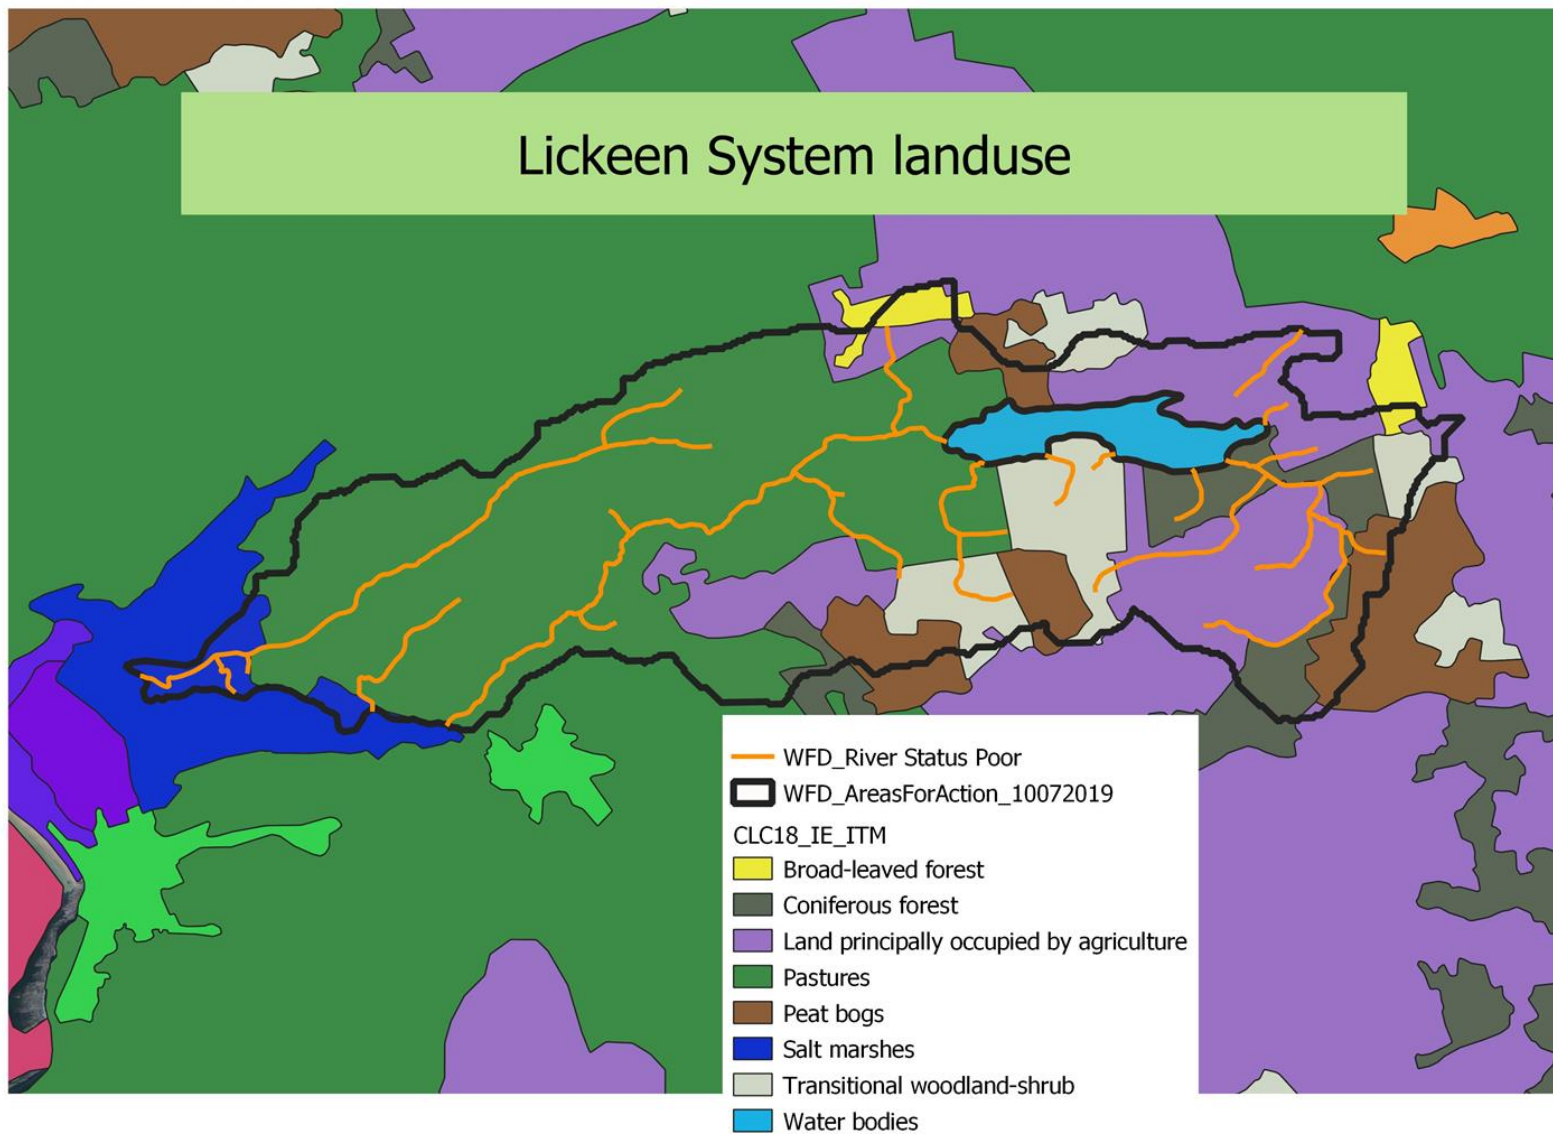 Lickeen System landuse
WFD_River Status Poor
WFD_AreasForAction_10072019
CLC18_IE_ITM
Broad-leaved forest
Coniferous forest
Land principally occupied by agriculture
Pastures
Peat bogs
Salt marshes
Transitional woodland-shrub
Water bodies